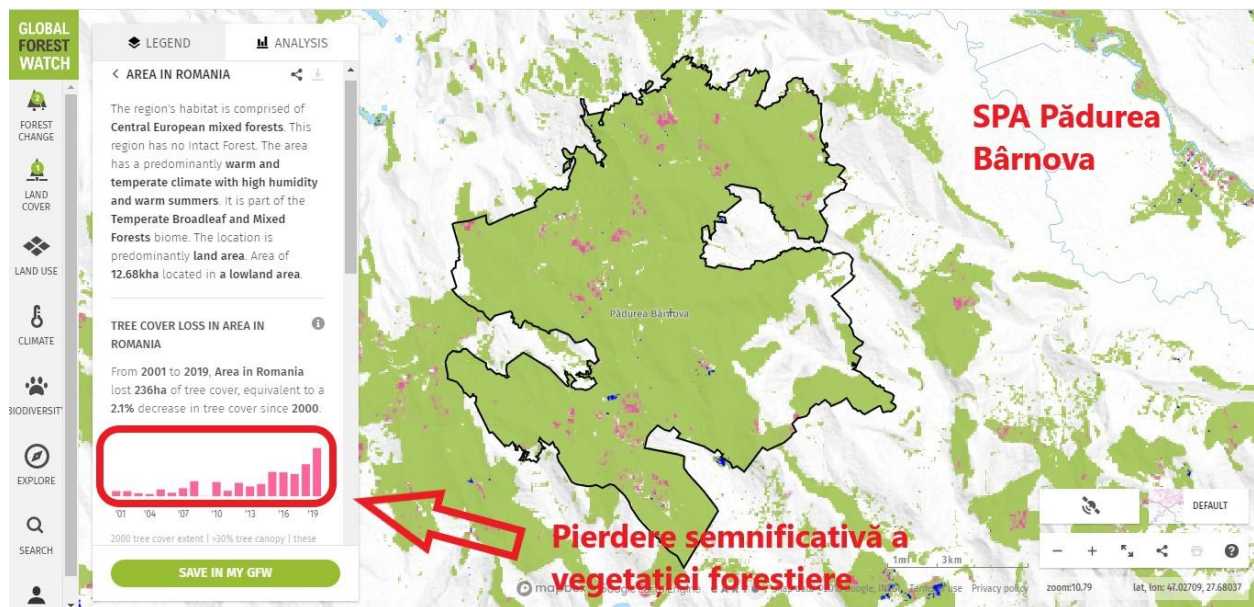 GLOBAL
FOREST
WATCH
LEGEND
ANALYSIS
< AREA IN ROMANIA
The region's habitat is comprised of
Central European mixed forests. This
region has no Intact Forest. The area
has a predominantly warm and
temperate climate with high humidity
and warm summers. It is part of the
Temperate Broadleaf and Mixed
Forests biome. The location is
predominantly land area. Area of
12.68kha located in a lowland area.
TREE COVER LOSS IN AREA IN
ROMANIA
From 2001 to 2019, Area in Romania
lost 236ha of tree cover, equivalent to a
2.1% decrease in tree cover since 2000.
'01 '04 '07 '10 '13 '16 '19
2000 tree cover extent | >30% tree canopy | these
SAVE IN MY GFW
2
FOREST
CHANGE
1
LAND
COVER
LAND USE
CLIMATE
BIODIVERSIT
EXPLORE
SEARCH
SPA Pădurea
Bârnova
Pădurea Bârnova
Pierdere semnificativă a
vegetației forestiere
1mi 3km
DEFAULT
mapbox
Privacy policy
zoom:10.79 lat, lon: 47.02709, 27.68037